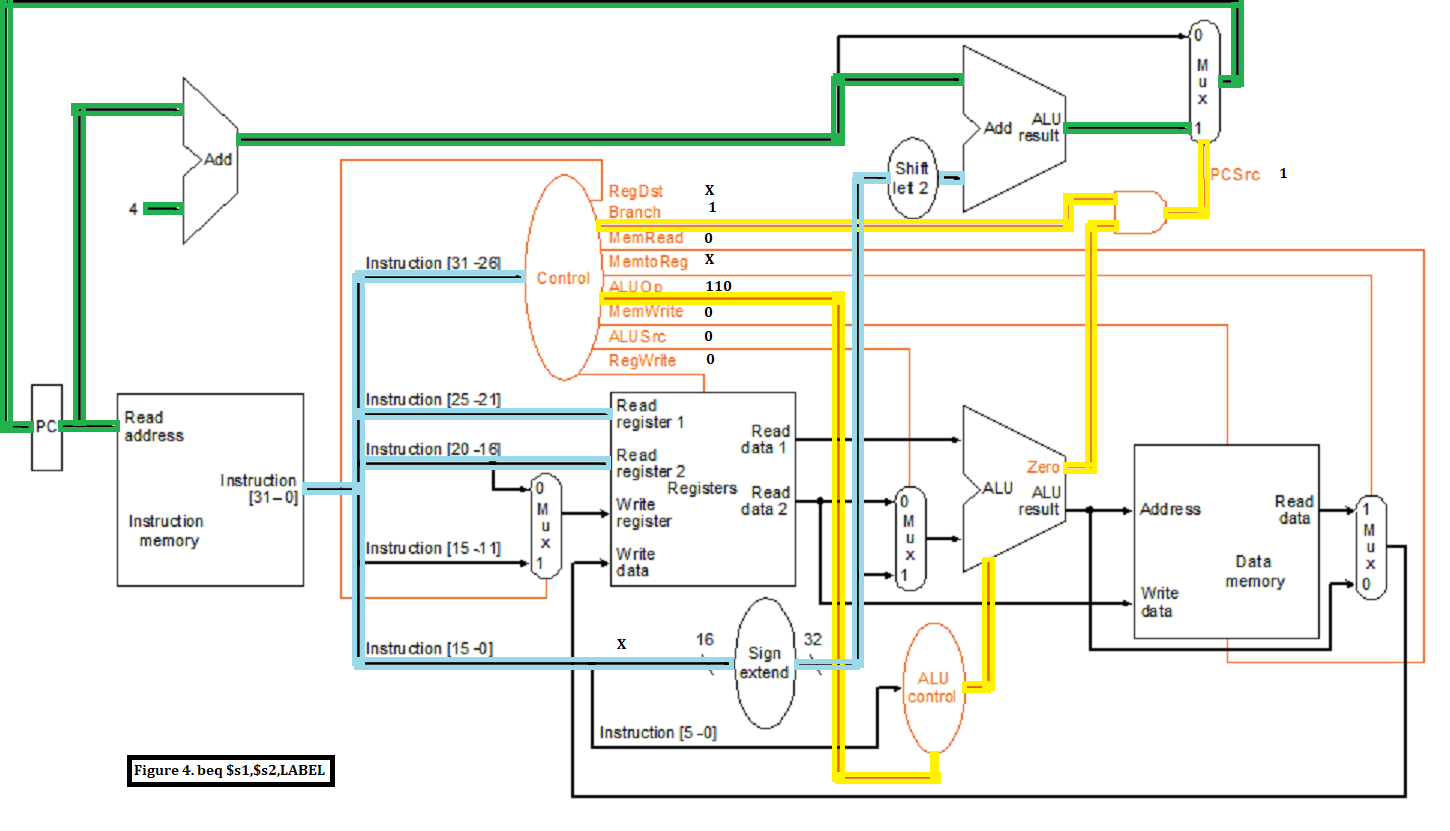 0
M
u
x
1
Add
ALU
result
Add
4
Shift
left 2
PCSrc 1
RegDst X
Branch 1
MemRead 0
MemtoReg X
ALUOp 110
MemWrite 0
ALUSrc 0
RegWrite 0
Control
Instruction [31 -26]
PC
Read
address
Instruction
[31-0]
Instruction
memory
Instruction [25 -21]
Instruction [20 -16]
Instruction [15 -11]
Instruction [15 -0]
0
M
u
x
1
Read
register 1
Read
register 2
Write
register
Write
data
Registers
Read
data 1
Read
data 2
0
M
u
x
1
Zero
ALU
ALU
result
Address
Write
data
Read
data
Data
memory
1
M
u
x
0
X
16
Sign
extend
32
ALU
control
Instruction [5 -0]
Figure 4. beq $s1,$s2,LABEL